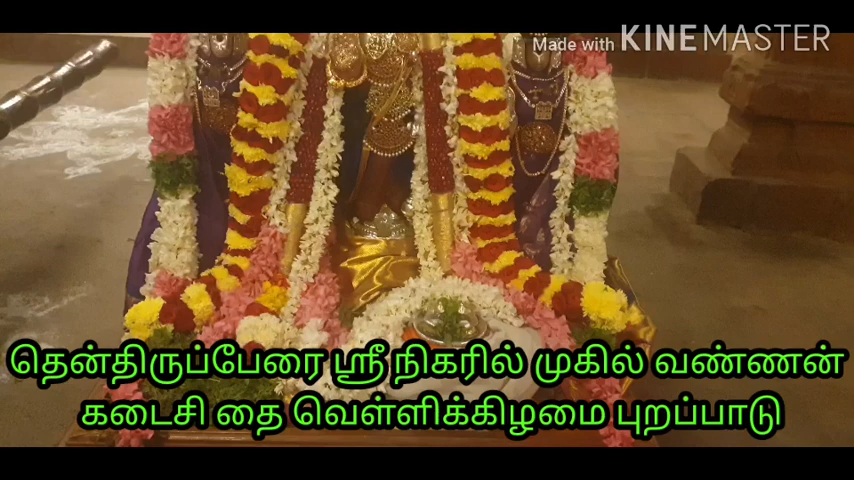 Made with KINEMASTER
தென்திருப்பேரை ஸ்ரீ நிகரில் முகில் வண்ணன்
கடைசி தை வெள்ளிக்கிழமை புறப்பாடு